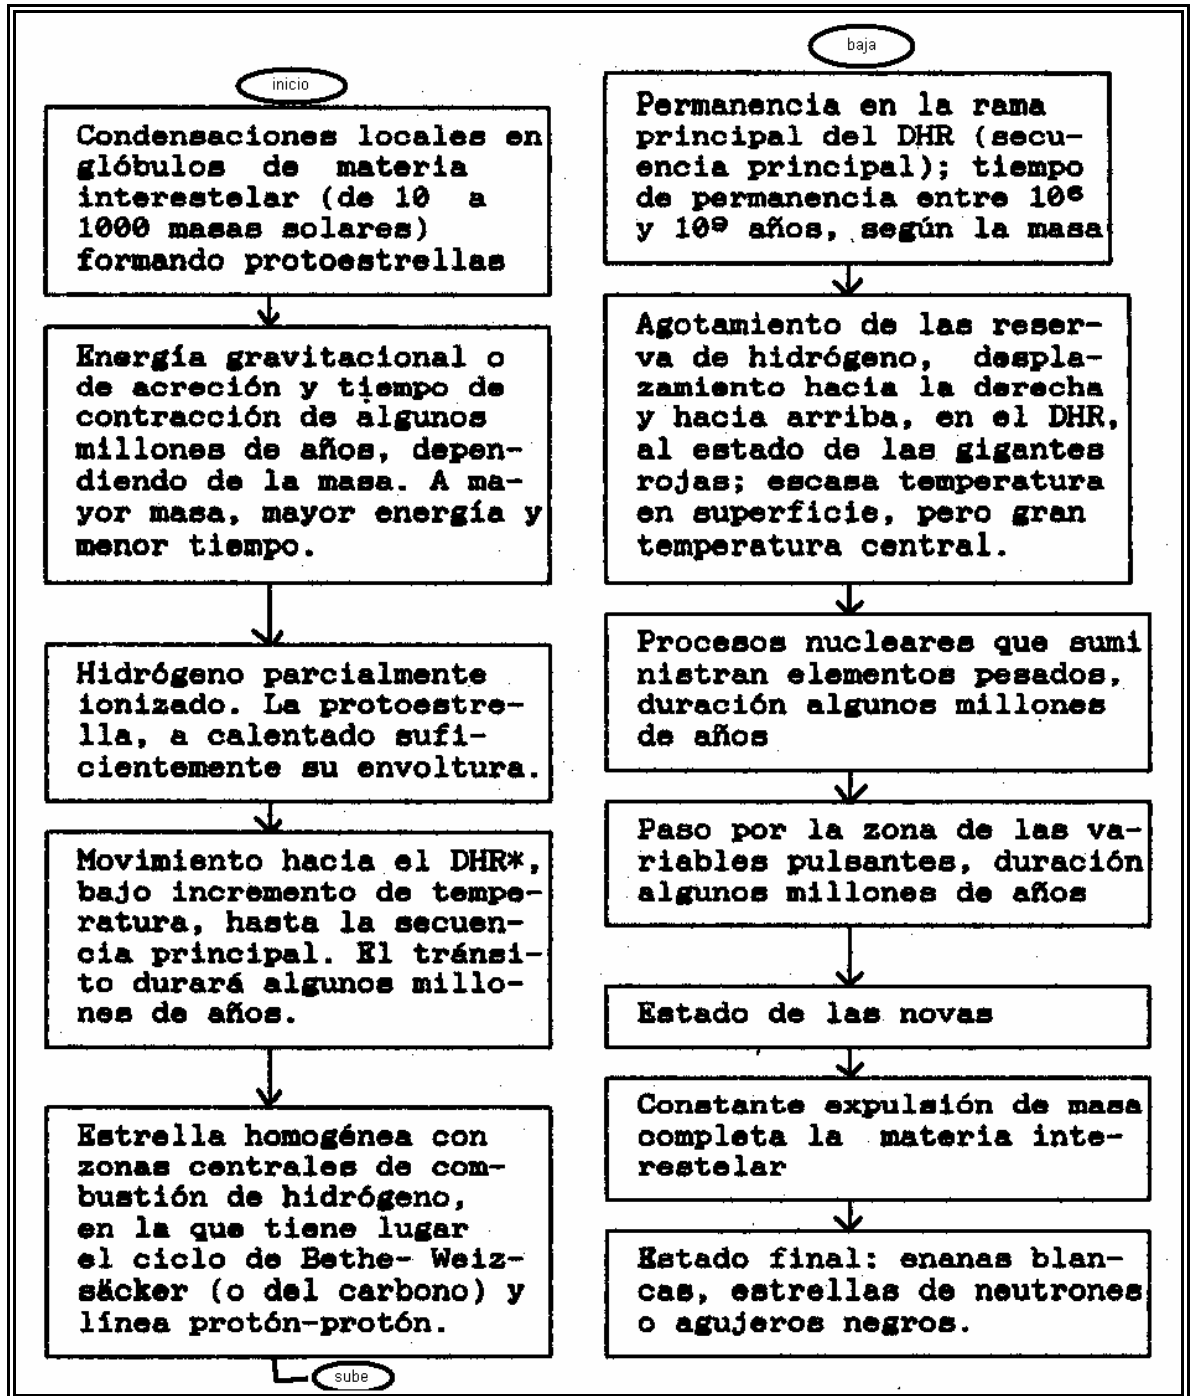 inicio
Condensaciones locales en
glóbulos de materia
interestelar (de 10 a
1000 masas solares)
formando protoestrellas
Energía gravitacional o
de acreción y tiempo de
contracción de algunos
millones de años, depen-
diendo de la masa. A ma-
yor masa, mayor energía y
menor tiempo.
Hidrógeno parcialmente
ionizado. La protoestre-
lla, a calentado sufi-
cientemente su envoltura.
Movimiento hacia el DHR*,
bajo incremento de tempe-
ratura, hasta la secuen-
cia principal. El tránsi-
to durará algunos millo-
nes de años.
Estrella homogénea con
zonas centrales de com-
bustión de hidrógeno,
en la que tiene lugar
el ciclo de Bethe- Weiz-
säcker (o del carbono) y
línea protón-protón.
sube
baja
Permanencia en la rama
principal del DHR (secu-
encia principal); tiempo
de permanencia entre 10⁶
y 10⁹ años, según la masa
Agotamiento de las reser-
va de hidrógeno, despla-
zamiento hacia la derecha
y hacia arriba, en el DHR,
al estado de las gigantes
rojas; escasa temperatura
en superficie, pero gran
temperatura central.
Procesos nucleares que sumi
nistran elementos pesados,
duración algunos millones
de años
Paso por la zona de las va-
riables pulsantes, duración
algunos millones de años
Estado de las novas
Constante expulsión de masa
completa la materia inte-
restelar
Estado final: enanas blan-
cas, estrellas de neutrones
o agujeros negros.